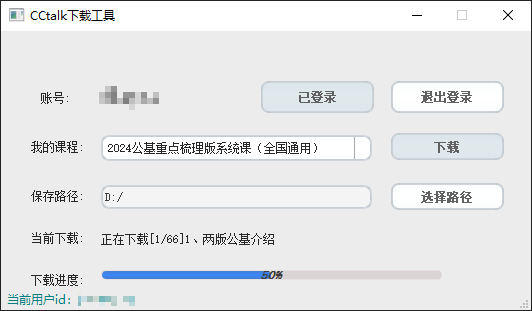 CCtalk下载工具
账号： 已登录 退出登录
我的课程： 2024公基重点梳理版系统课（全国通用） 下载
保存路径： D:/ 选择路径
当前下载： 正在下载[1/66]1、两版公基介绍
下载进度： 50%
当前用户id：